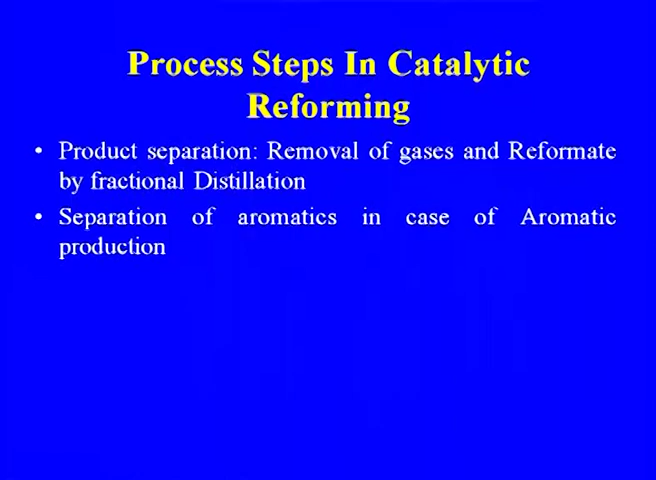 Process Steps In Catalytic
Reforming
• Product separation: Removal of gases and Reformate
by fractional Distillation
• Separation of aromatics in case of Aromatic
production